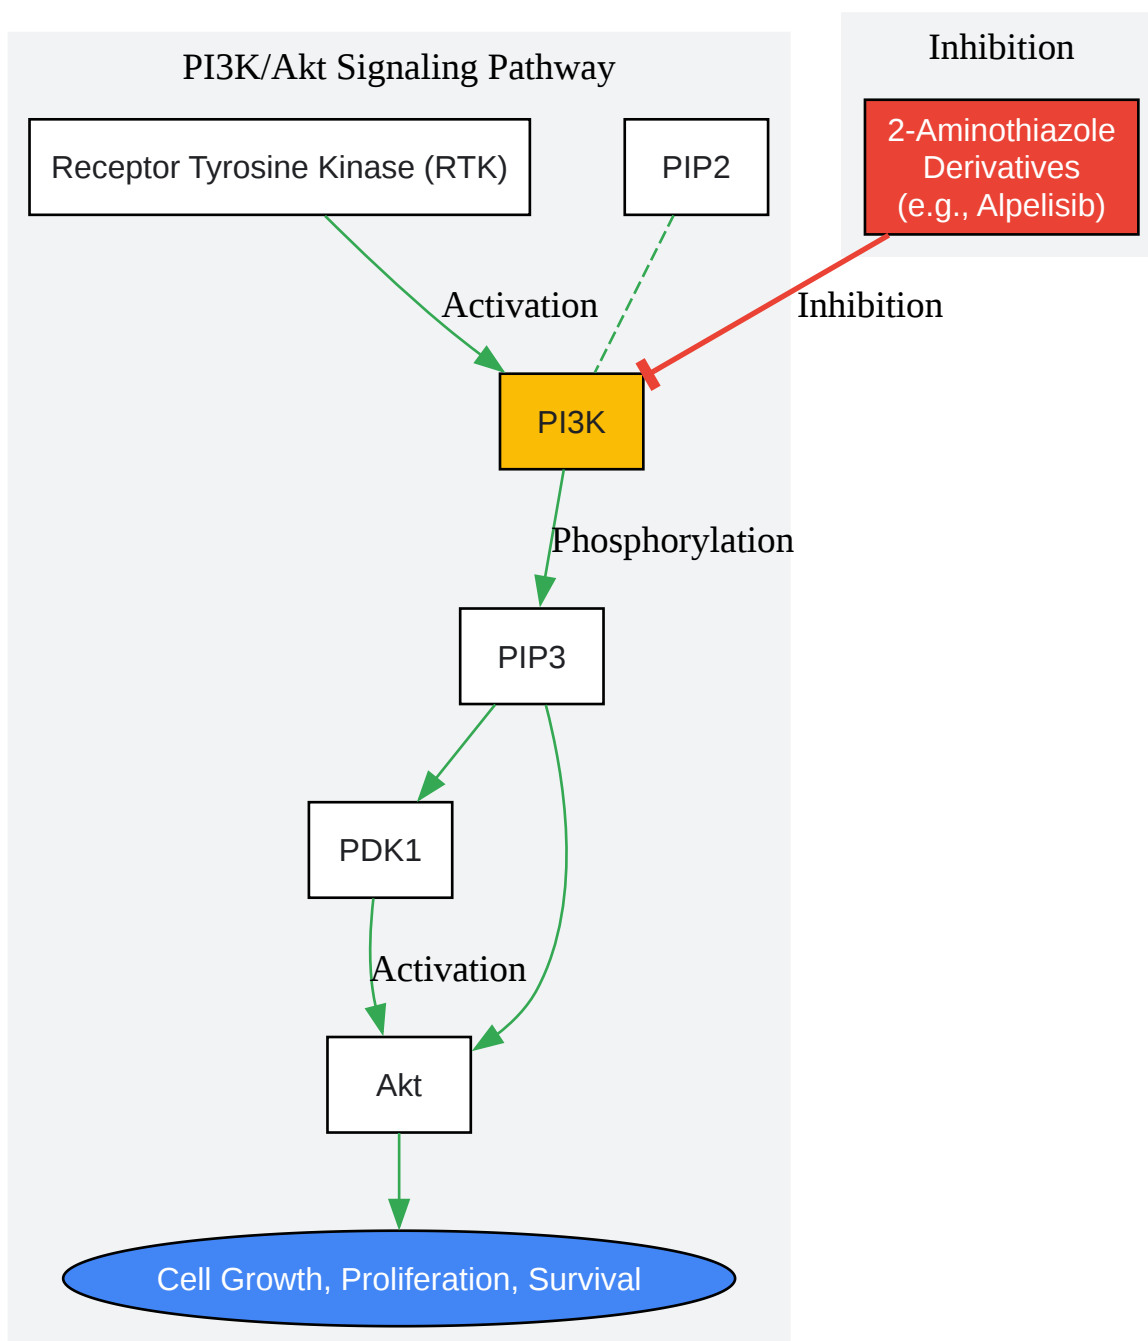 PI3K/Akt Signaling Pathway
Inhibition
Receptor Tyrosine Kinase (RTK)
PIP2
2-Aminothiazole
Derivatives
(e.g., Alpelisib)
Activation
Inhibition
PI3K
Phosphorylation
PIP3
PDK1
Activation
Akt
Cell Growth, Proliferation, Survival